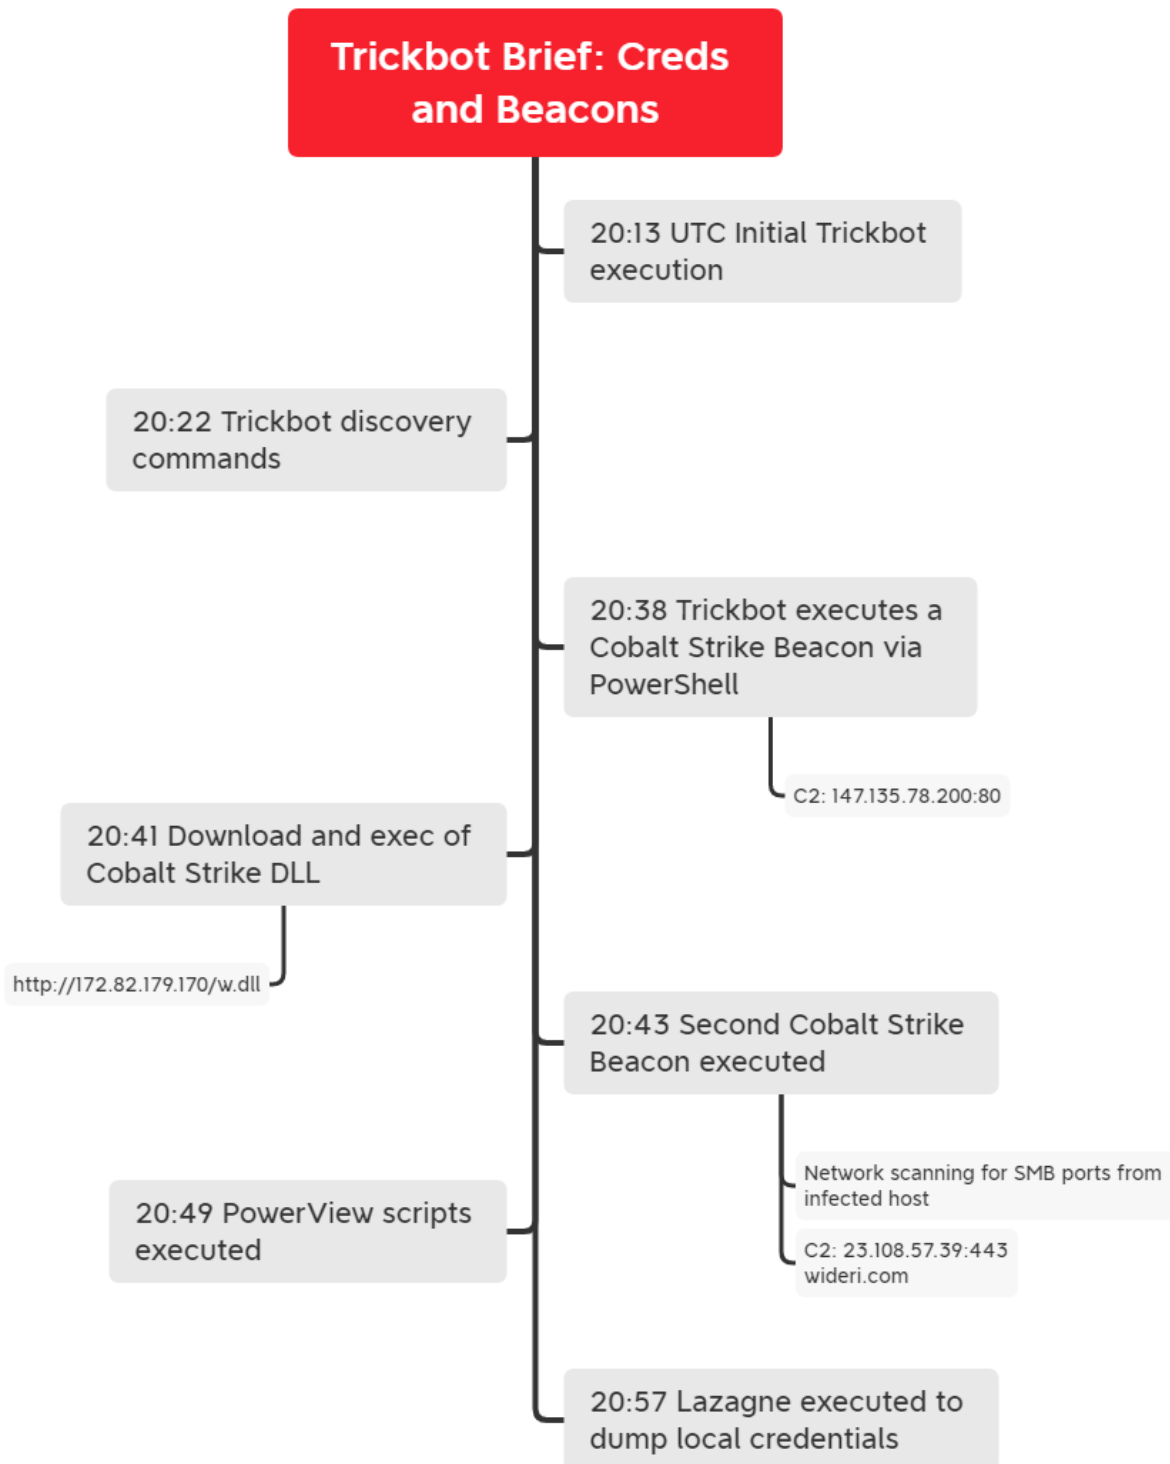 Trickbot Brief: Creds
and Beacons
20:13 UTC Initial Trickbot
execution
20:22 Trickbot discovery
commands
20:38 Trickbot executes a
Cobalt Strike Beacon via
PowerShell
C2: 147.135.78.200:80
20:41 Download and exec of
Cobalt Strike DLL
http://172.82.179.170/w.dll
20:43 Second Cobalt Strike
Beacon executed
Network scanning for SMB ports from
infected host
C2: 23.108.57.39:443
wideri.com
20:49 PowerView scripts
executed
20:57 Lazagne executed to
dump local credentials